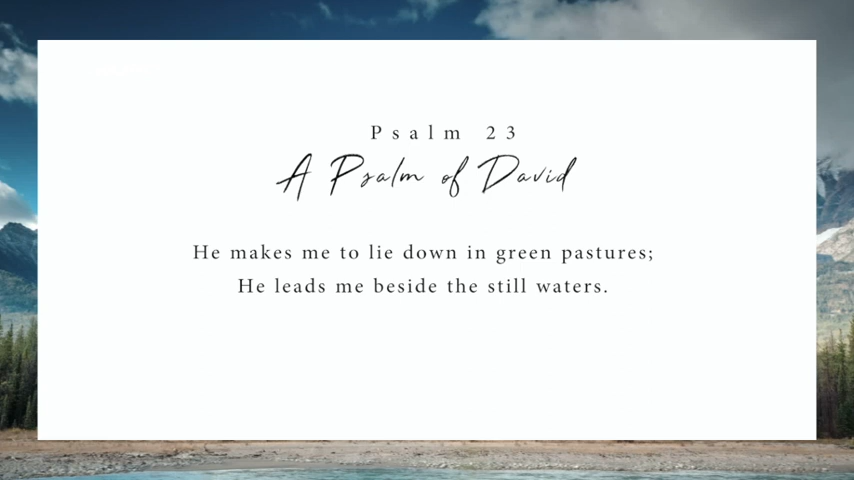 Psalm 23
A Psalm of David
He makes me to lie down in green pastures;
He leads me beside the still waters.